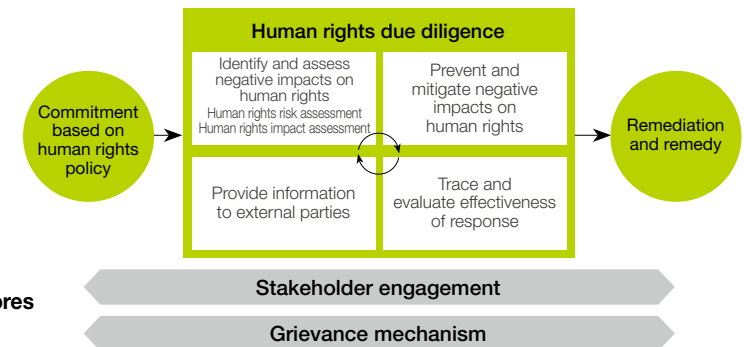 Human rights due diligence
Commitment
based on
human rights
policy
Identify and assess
negative impacts on
human rights
Human rights risk assessment
Human rights impact assessment
Prevent and
mitigate negative
impacts on
human rights
Provide information
to external parties
Trace and
evaluate effectiveness
of response
Remediation
and remedy
Stakeholder engagement
ores
Grievance mechanism